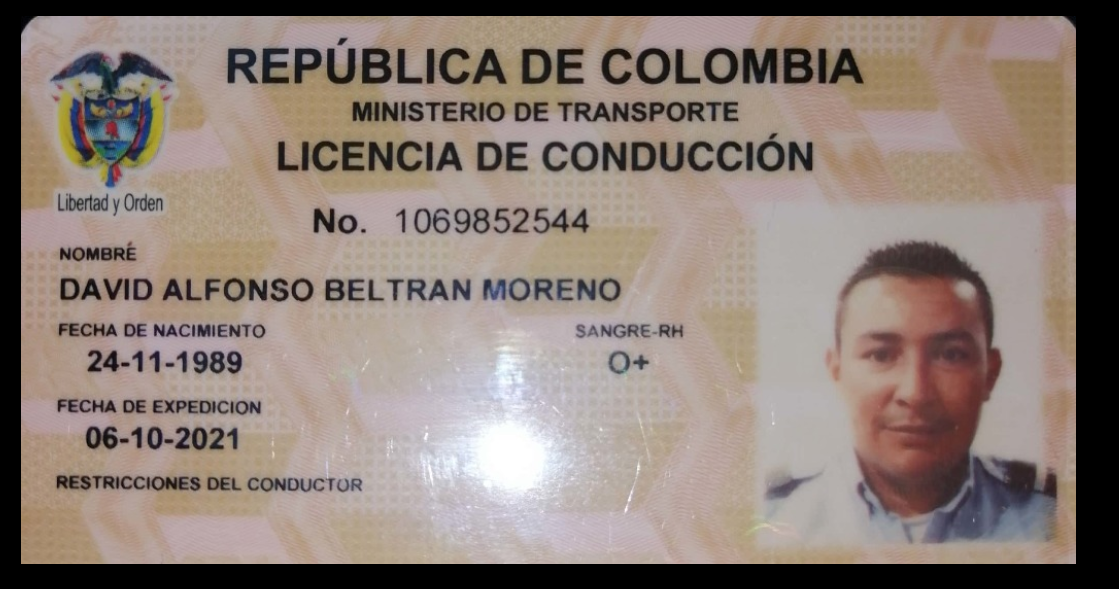 REPÚBLICA DE COLOMBIA
MINISTERIO DE TRANSPORTE
LICENCIA DE CONDUCCIÓN
Libertad y Orden
No. 1069852544
NOMBRE
DAVID ALFONSO BELTRAN MORENO
FECHA DE NACIMIENTO
24-11-1989
SANGRE-RH
O+
FECHA DE EXPEDICION
06-10-2021
RESTRICCIONES DEL CONDUCTOR